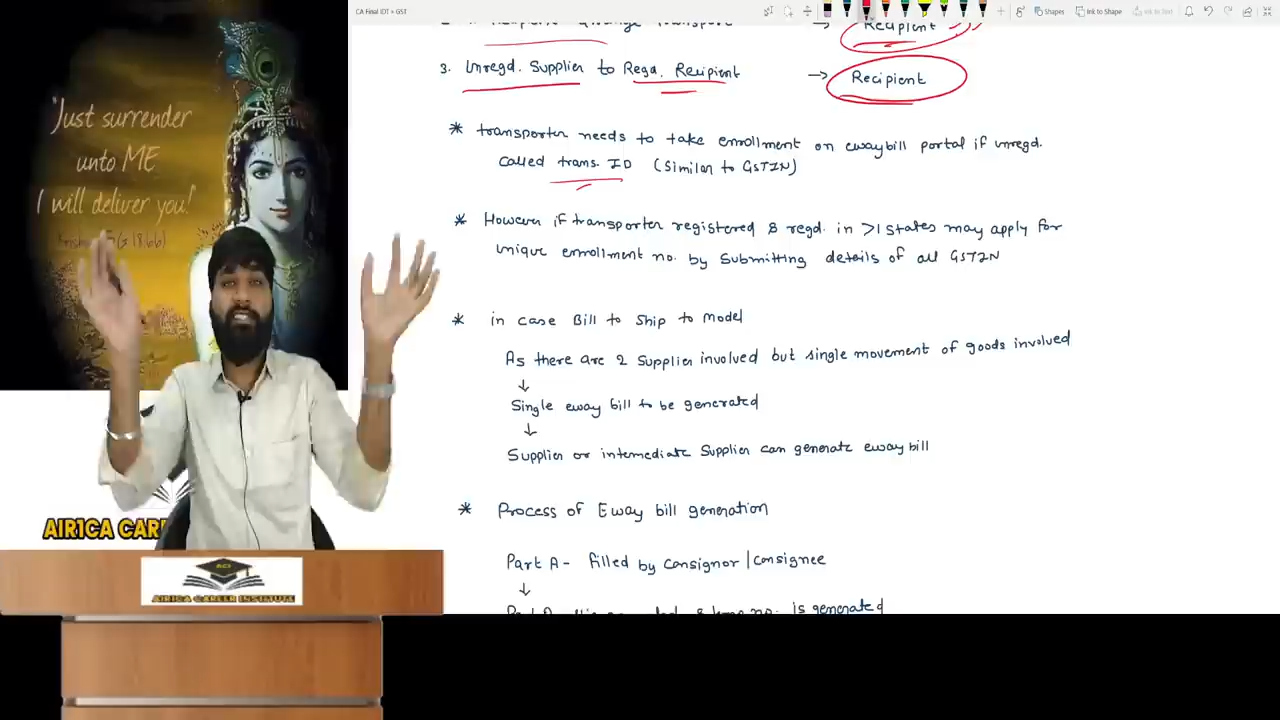 CA Final IDT + GST
Shapes
Ink to Shape
Recipient
3. Unregd. Supplier to Regd. Recipient → Recipient
* transporter needs to take enrollment on ewaybill portal if unregd.
called trans. ID (Similar to GSTIN)
* However if transporter registered & regd. in >1 states may apply for
unique enrollment no. by Submitting details of all GSTIN
* in case Bill to Ship to Model
As there are 2 Supplier involved but single movement of goods involved
↓
Single eway bill to be generated
↓
Supplier or intermediate Supplier can generate eway bill
* Process of Eway bill generation
Part A- filled by Consignor | Consignee
↓
is generated
"Just surrender
unto ME
I will deliver you!"
AIR1CA CAR
AIR1CA CAREER INSTITUTE